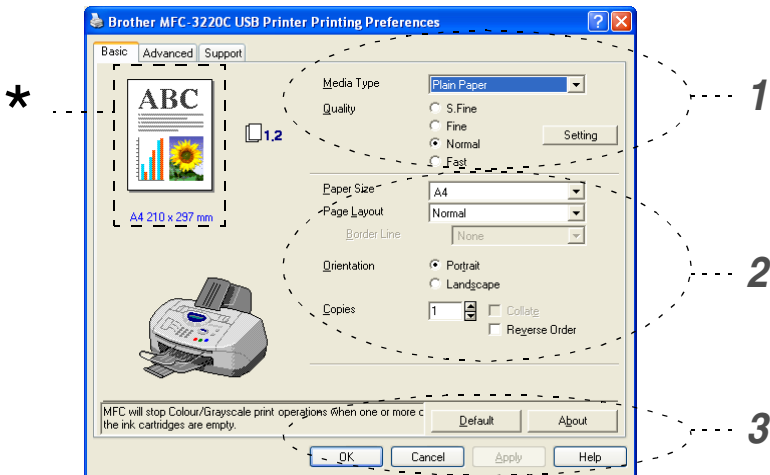 Brother MFC-3220C USB Printer Printing Preferences
Basic Advanced Support
*
ABC
1,2
A4 210 x 297 mm
Media Type Plain Paper
Quality S.Fine
Fine
Normal
Fast
Setting
1
Paper Size A4
Page Layout Normal
Border Line None
Orientation Portrait
Landscape
Copies 1 Collate
Reverse Order
2
MFC will stop Colour/Grayscale print operations when one or more o
the ink cartridges are empty.
Default About
OK Cancel Apply Help
3